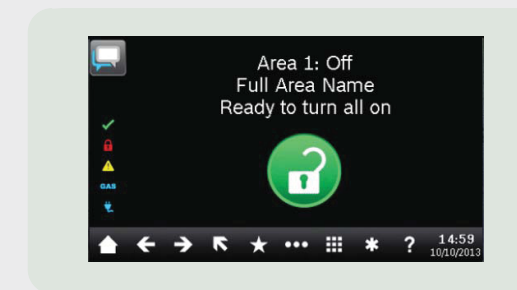 Area 1: Off
Full Area Name
Ready to turn all on
GAS
?
14:59
10/10/2013